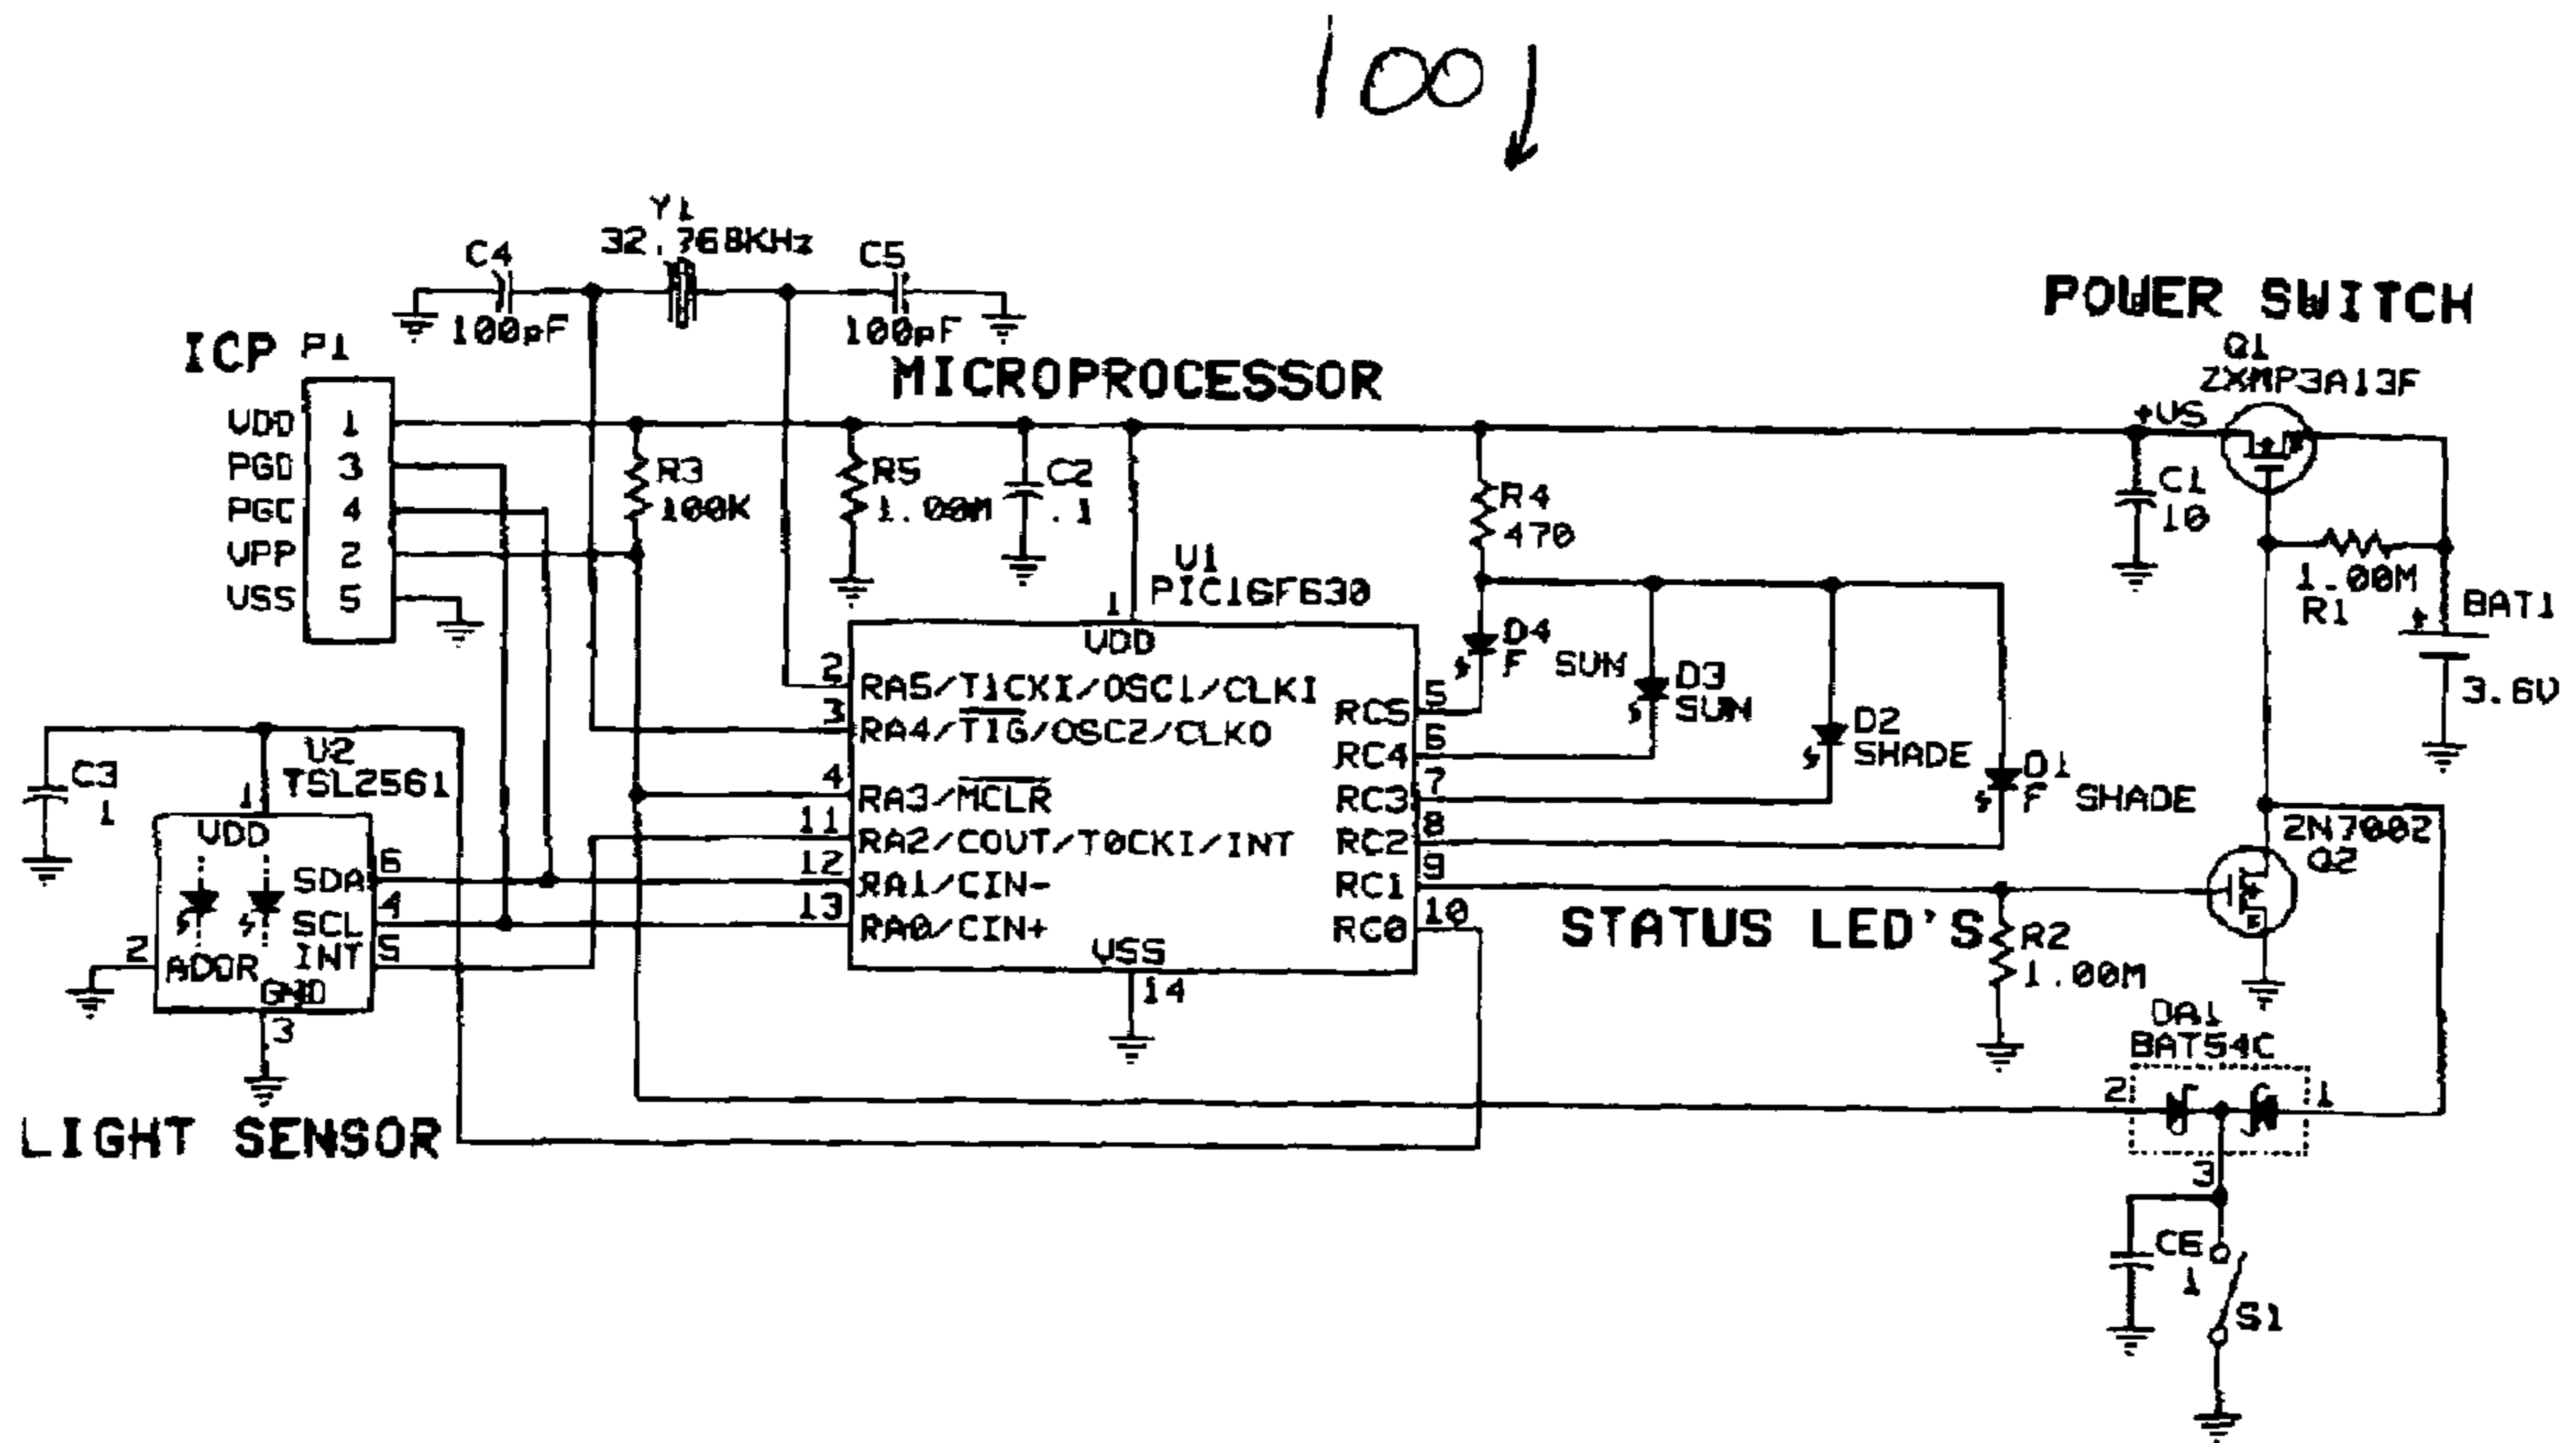 1001
Y1
32.768KHz
C4
100pF
C5
100pF
ICP P1
VDD 1
PGD 3
PGC 4
VPP 2
VSS 5
MICROPROCESSOR
POWER SWITCH
Q1
ZXMP3A13F
+VS
R3
100K
R5
1.00M
C2
.1
R4
470
C1
10
1.00M
R1
BAT1
+
3.6V
U1
PIC16F630
1
VDD
2
RA5/T1CKI/OSC1/CLKI
3
RA4/T1G/OSC2/CLKO
4
RA3/MCLR
11
RA2/COUT/T0CKI/INT
12
RA1/CIN-
13
RA0/CIN+
VSS
14
RC5 5
RC4 6
RC3 7
RC2 8
RC1 9
RC0 10
D4
F SUN
D3
SUN
D2
SHADE
D1
F SHADE
2N7002
Q2
STATUS LED'S
R2
1.00M
C3
1
U2
TSL2561
1
VDD
SDA 6
SCL 4
INT 5
2
ADDR
GND
3
LIGHT SENSOR
DA1
BAT54C
2
1
3
C6
1
S1